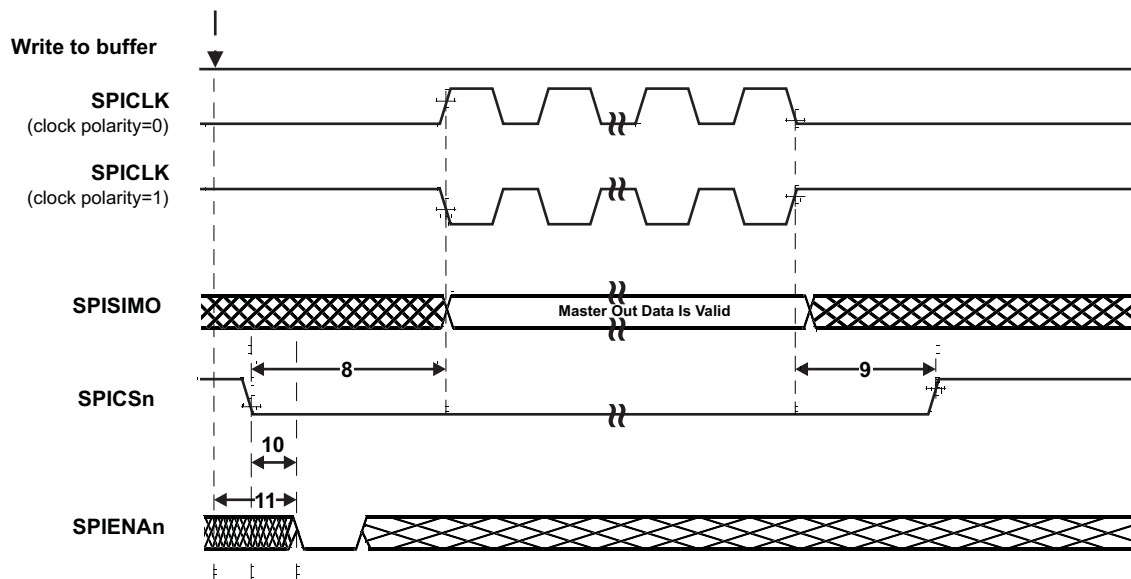 Write to buffer
SPICLK
(clock polarity=0)
SPICLK
(clock polarity=1)
SPISIMO
Master Out Data Is Valid
8
9
SPICSn
10
11
SPIENAn